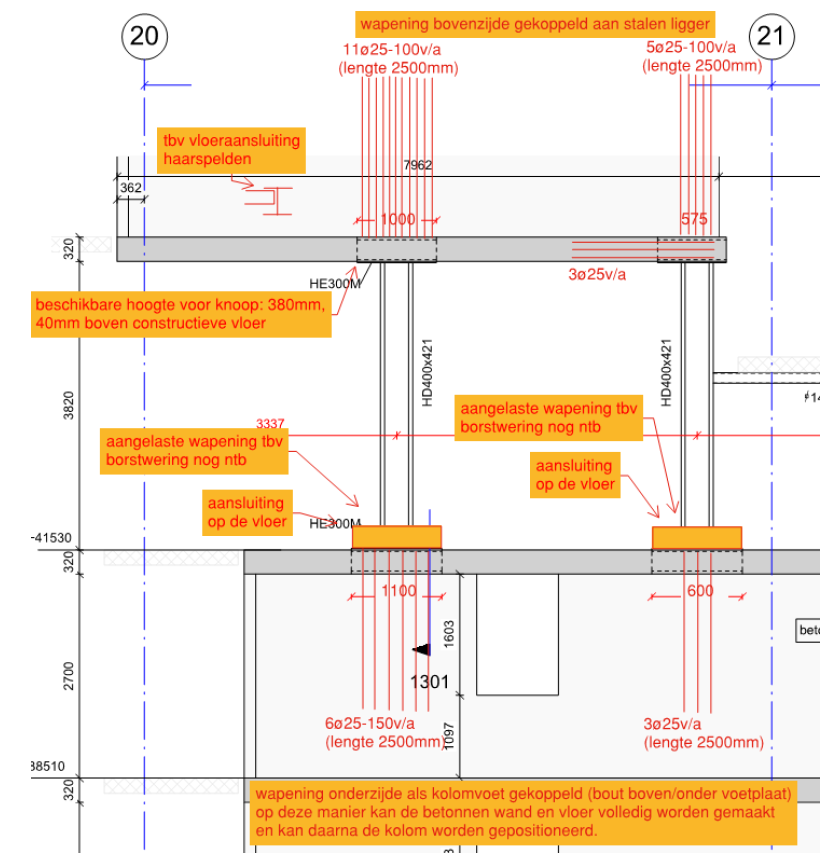 wapening bovenzijde gekoppeld aan stalen ligger
20
21
11ø25-100v/a
(lengte 2500mm)
5ø25-100v/a
(lengte 2500mm)
tbv vloeraansluiting
haarspelden
7962
362
1000
575
320
HE300M
3ø25v/a
beschikbare hoogte voor knoop: 380mm,
40mm boven constructieve vloer
HD400x421
HD400x421
3820
3337
aangelaste wapening tbv
borstwering nog ntb
aangelaste wapening tbv
borstwering nog ntb
aansluiting
op de vloer
aansluiting
op de vloer
HE300M
-41530
320
1100
600
1603
1301
2700
6ø25-150v/a
(lengte 2500mm)
1097
3ø25v/a
(lengte 2500mm)
38510
320
wapening onderzijde als kolomvoet gekoppeld (bout boven/onder voetplaat)
op deze manier kan de betonnen wand en vloer volledig worden gemaakt
en kan daarna de kolom worden gepositioneerd.